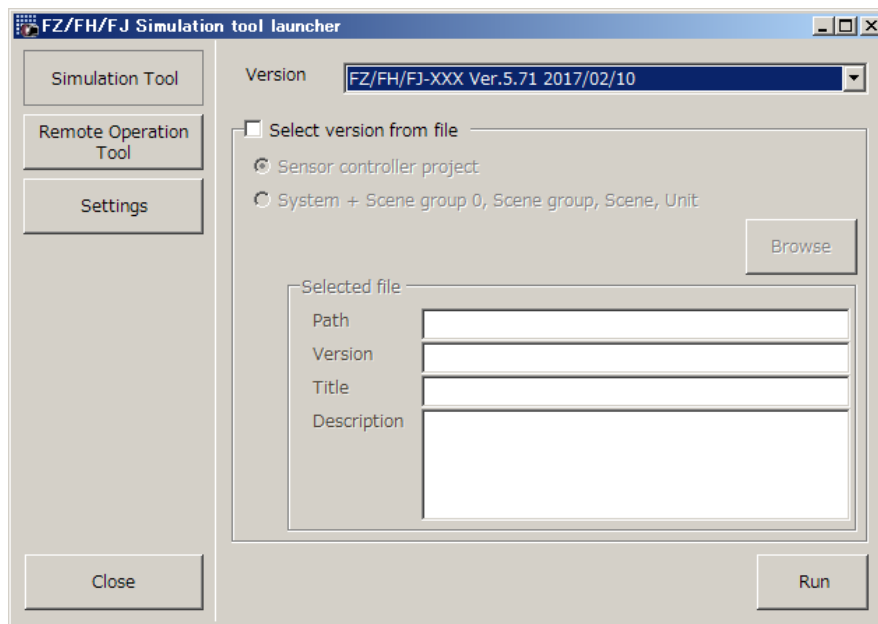 FZ/FH/FJ Simulation tool launcher
Simulation Tool
Remote Operation
Tool
Settings
Close
Version
FZ/FH/FJ-XXX Ver.5.71 2017/02/10
Select version from file
Sensor controller project
System + Scene group 0, Scene group, Scene, Unit
Browse
Selected file
Path
Version
Title
Description
Run